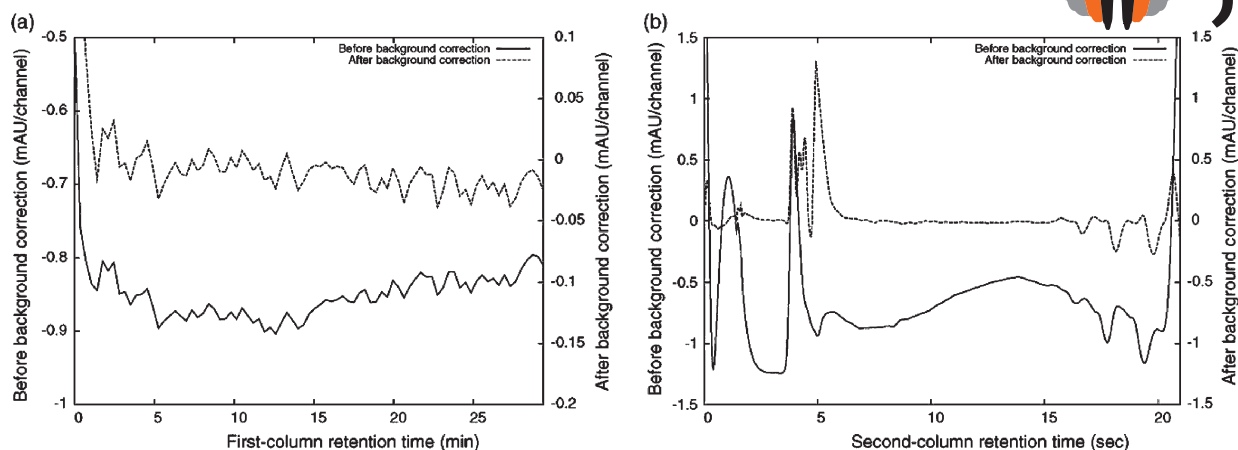 (a)
Before background correction
After background correction
-0.5
-0.6
-0.7
-0.8
-0.9
-1
0.1
0.05
0
-0.05
-0.1
-0.15
-0.2
0 5 10 15 20 25
Before background correction (mAU/channel)
After background correction (mAU/channel)
First-column retention time (min)
(b)
Before background correction
After background correction
1.5
1
0.5
0
-0.5
-1
-1.5
1.5
1
0.5
0
-0.5
-1
-1.5
0 5 10 15 20
Before background correction (mAU/channel)
After background correction (mAU/channel)
Second-column retention time (sec)